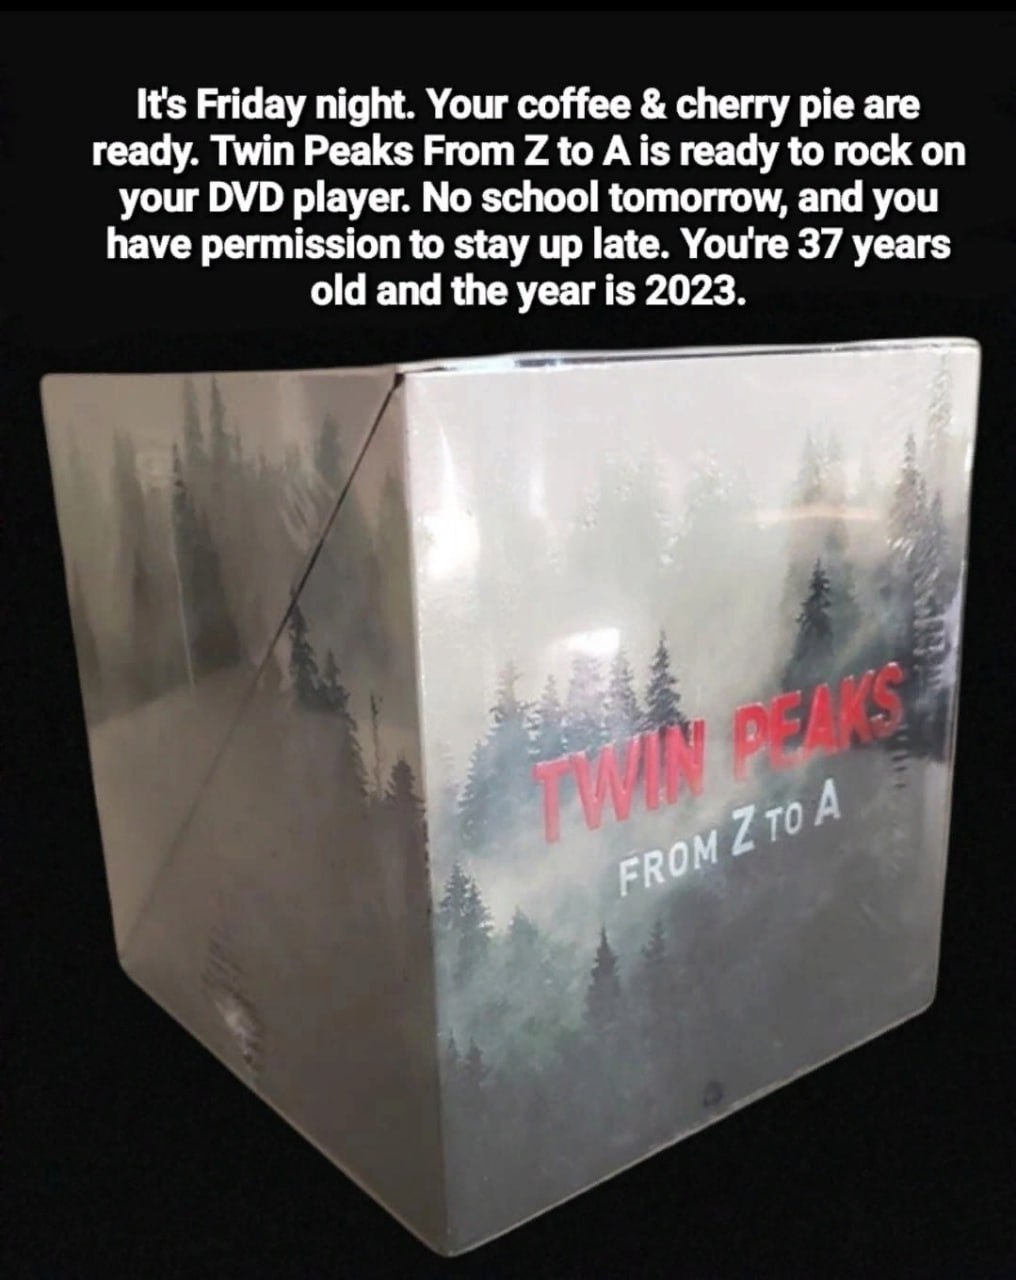 It's Friday night. Your coffee & cherry pie are
ready. Twin Peaks From Z to A is ready to rock on
your DVD player. No school tomorrow, and you
have permission to stay up late. You're 37 years
old and the year is 2023.
TWIN PEAKS
FROM Z TO A